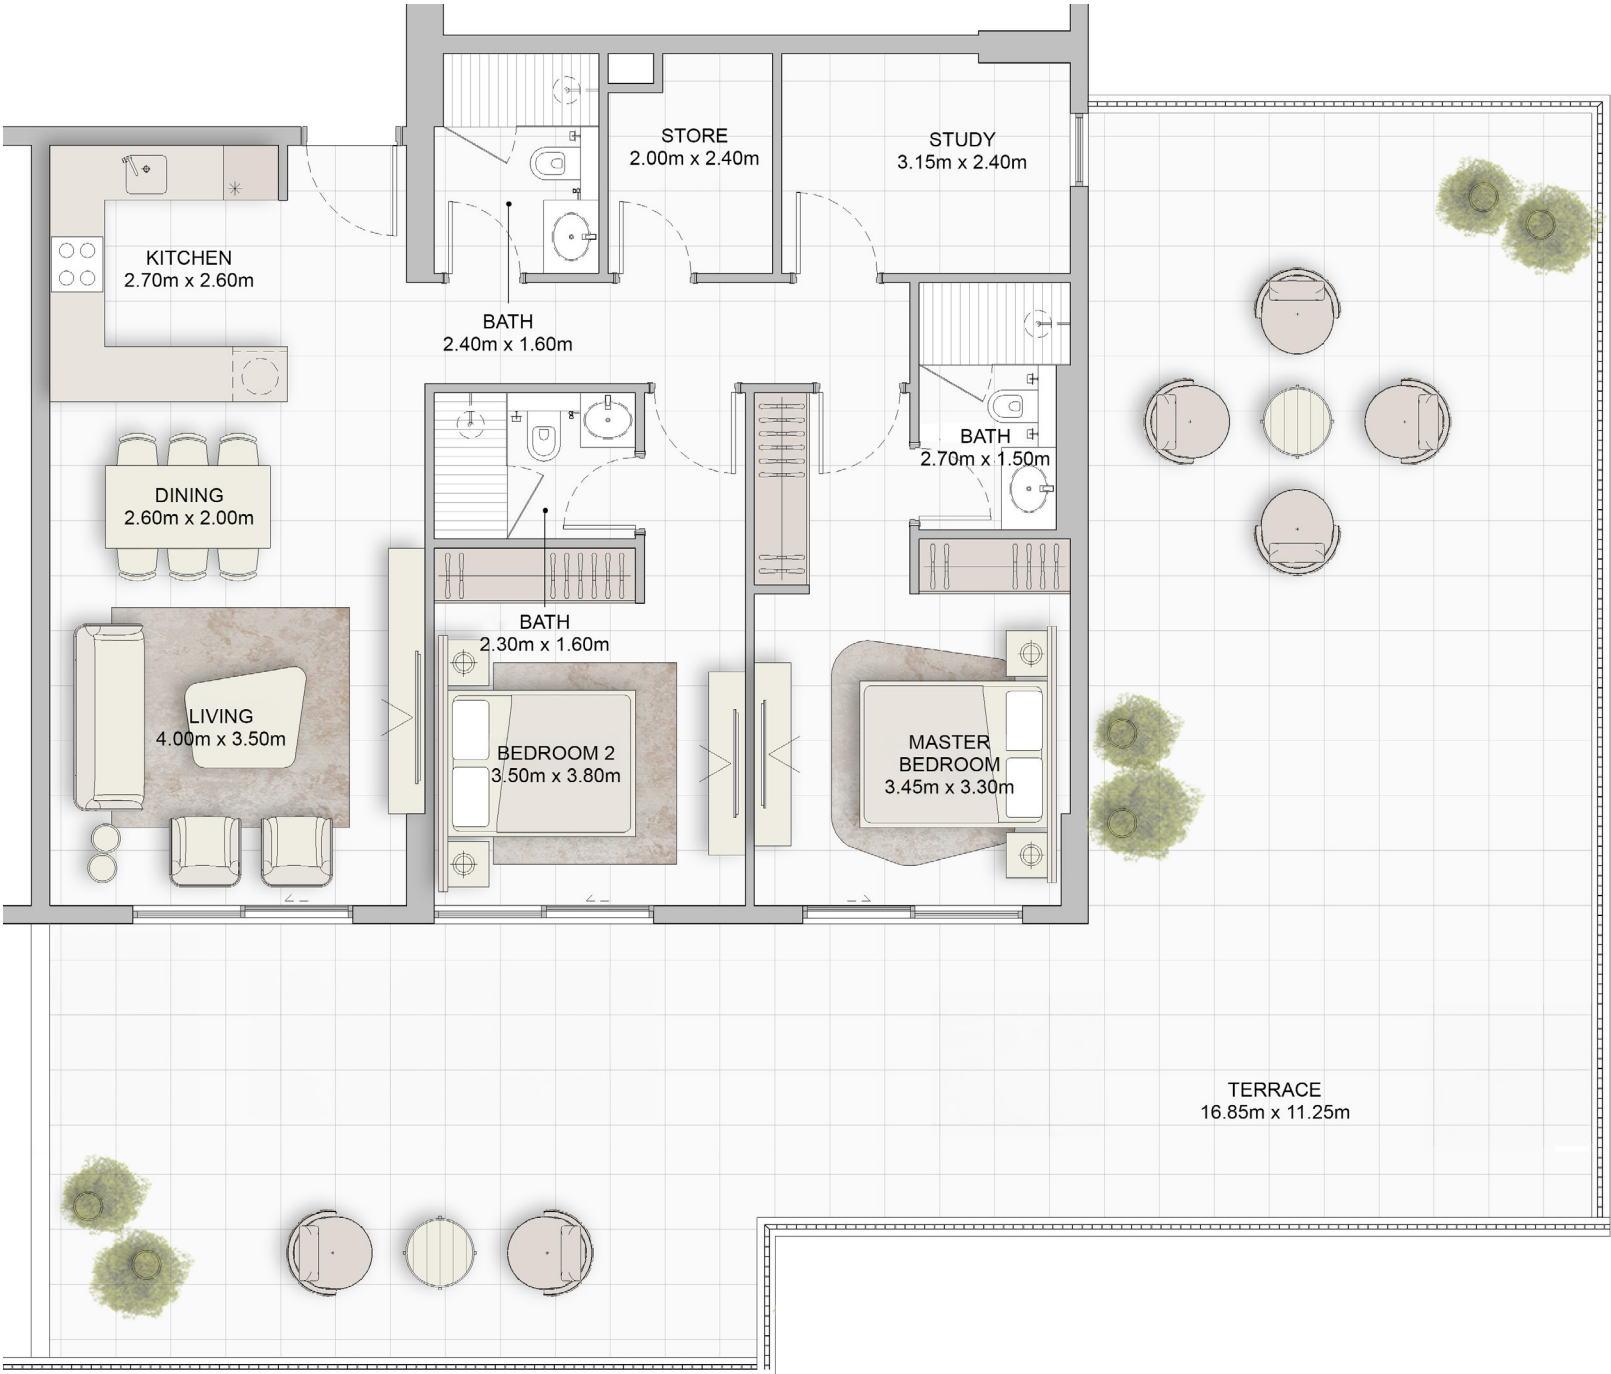 STORE
2.00m x 2.40m
STUDY
3.15m x 2.40m
KITCHEN
2.70m x 2.60m
BATH
2.40m x 1.60m
BATH
2.70m x 1.50m
DINING
2.60m x 2.00m
BATH
2.30m x 1.60m
LIVING
4.00m x 3.50m
BEDROOM 2
3.50m x 3.80m
MASTER
BEDROOM
3.45m x 3.30m
TERRACE
16.85m x 11.25m